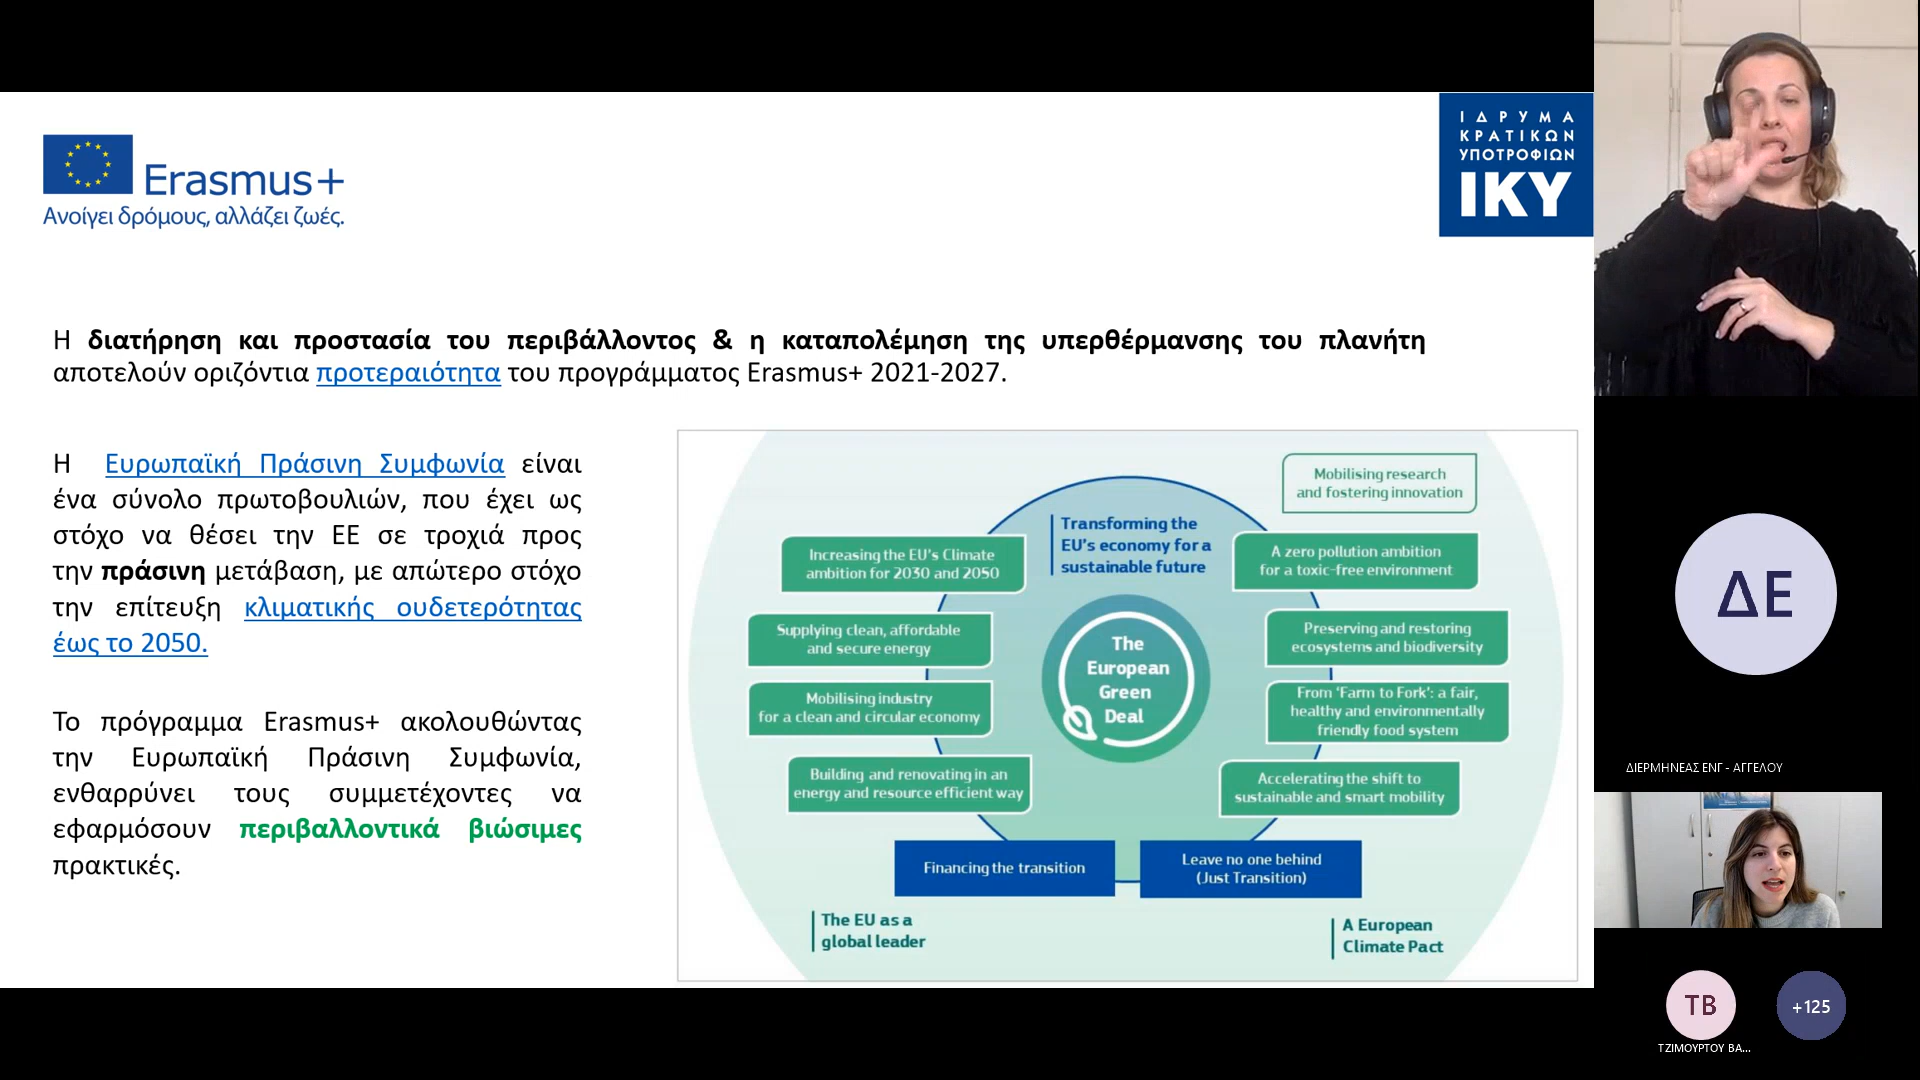 Erasmus+
Ανοίγει δρόμους, αλλάζει ζωές.
ΙΔΡΥΜΑ
ΚΡΑΤΙΚΩΝ
ΥΠΟΤΡΟΦΙΩΝ
ΙΚΥ
Η διατήρηση και προστασία του περιβάλλοντος & η καταπολέμηση της υπερθέρμανσης του πλανήτη
αποτελούν οριζόντια προτεραιότητα του προγράμματος Erasmus+ 2021-2027.
Η Ευρωπαϊκή Πράσινη Συμφωνία είναι
ένα σύνολο πρωτοβουλιών, που έχει ως
στόχο να θέσει την ΕΕ σε τροχιά προς
την πράσινη μετάβαση, με απώτερο στόχο
την επίτευξη κλιματικής ουδετερότητας
έως το 2050.
Το πρόγραμμα Erasmus+ ακολουθώντας
την Ευρωπαϊκή Πράσινη Συμφωνία,
ενθαρρύνει τους συμμετέχοντες να
εφαρμόσουν περιβαλλοντικά βιώσιμες
πρακτικές.
Mobilising research
and fostering innovation
Transforming the
EU's economy for a
sustainable future
Increasing the EU's Climate
ambition for 2030 and 2050
A zero pollution ambition
for a toxic-free environment
Supplying clean, affordable
and secure energy
Preserving and restoring
ecosystems and biodiversity
The
European
Green
Deal
Mobilising industry
for a clean and circular economy
From 'Farm to Fork': a fair,
healthy and environmentally
friendly food system
Building and renovating in an
energy and resource efficient way
Accelerating the shift to
sustainable and smart mobility
Financing the transition
Leave no one behind
(Just Transition)
The EU as a
global leader
A European
Climate Pact
ΔΕ
ΔΙΕΡΜΗΝΕΑΣ ΕΝΓ - ΑΓΓΕΛΟΥ
ΤΒ
+125
ΤΖΙΜΟΥΡΤΟΥ ΒΑ...